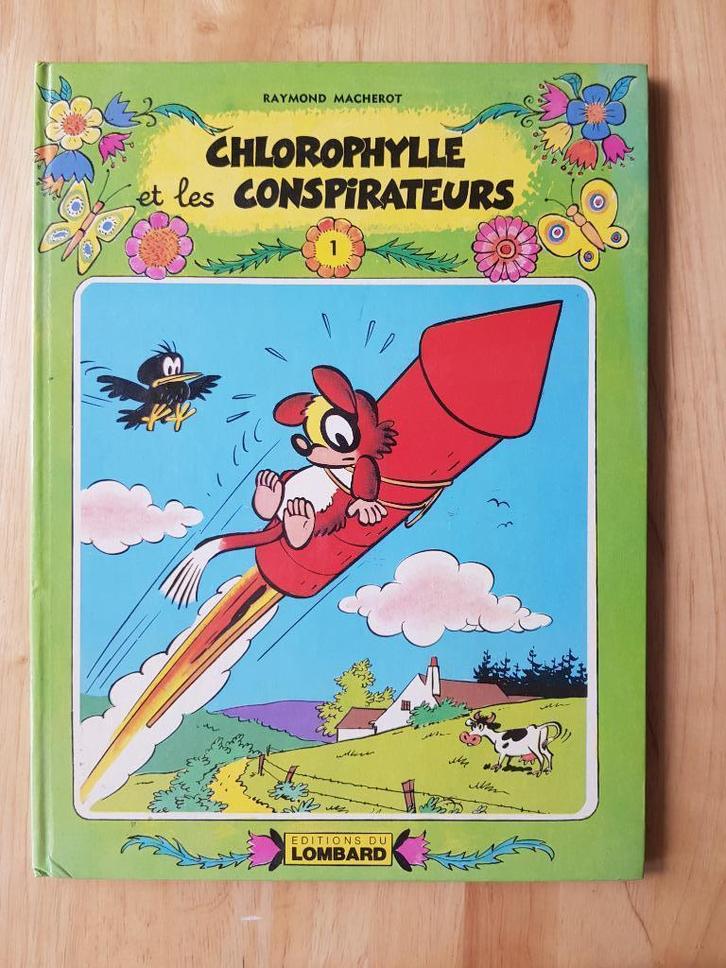 RAYMOND MACHEROT
CHLOROPHYLLE
et les CONSPiRATEURS
1
EDITIONS DU
LOMBARD